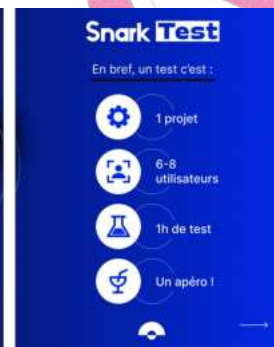 Snark Test
En bref, un test c'est :
1 projet
6-8
utilisateurs
1h de test
Un apéro !